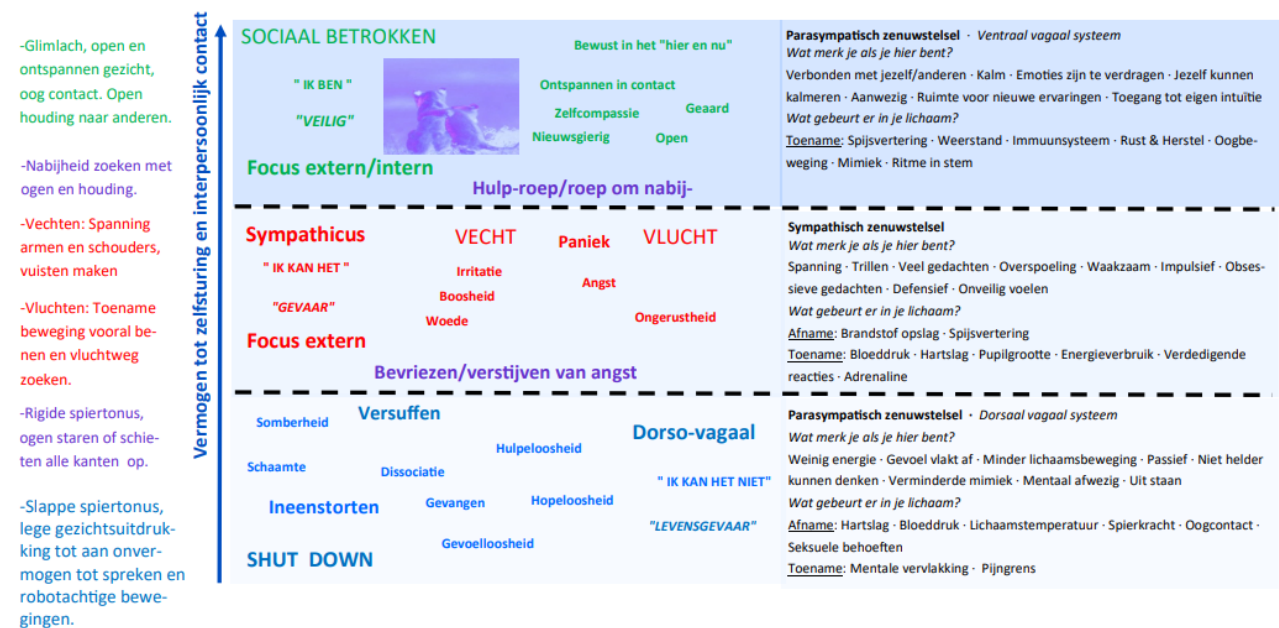 -Glimlach, open en
ontspannen gezicht,
oog contact. Open
houding naar anderen.
-Nabijheid zoeken met
ogen en houding.
-Vechten: Spanning
armen en schouders,
vuisten maken
-Vluchten: Toename
beweging vooral be-
nen en vluchtweg
zoeken.
-Rigide spiertonus,
ogen staren of schie-
ten alle kanten op.
-Slappe spiertonus,
lege gezichtsuitdruk-
king tot aan onver-
mogen tot spreken en
robotachtige bewe-
gingen.
Vermogen tot zelfsturing en interpersoonlijk contact
SOCIAAL BETROKKEN
Bewust in het "hier en nu"
" IK BEN "
Ontspannen in contact
"VEILIG"
Zelfcompassie
Geaard
Nieuwsgierig
Open
Focus extern/intern
Hulp-roep/roep om nabij-
Sympathicus
VECHT
Paniek
VLUCHT
" IK KAN HET "
Irritatie
Angst
"GEVAAR"
Boosheid
Woede
Ongerustheid
Focus extern
Bevriezen/verstijven van angst
Somberheid
Versuffen
Dorso-vagaal
Hulpeloosheid
Schaamte
Dissociatie
" IK KAN HET NIET"
Ineenstorten
Gevangen
Hopeloosheid
"LEVENSGEVAAR"
Gevoelloosheid
SHUT DOWN
Parasympatisch zenuwstelsel · Ventraal vagaal systeem
Wat merk je als je hier bent?
Verbonden met jezelf/anderen · Kalm · Emoties zijn te verdragen · Jezelf kunnen
kalmeren · Aanwezig · Ruimte voor nieuwe ervaringen · Toegang tot eigen intuïtie
Wat gebeurt er in je lichaam?
Toename: Spijsvertering · Weerstand · Immuunsysteem · Rust & Herstel · Oogbe-
weging · Mimiek · Ritme in stem
Sympathisch zenuwstelsel
Wat merk je als je hier bent?
Spanning · Trillen · Veel gedachten · Overspoeling · Waakzaam · Impulsief · Obses-
sieve gedachten · Defensief · Onveilig voelen
Wat gebeurt er in je lichaam?
Afname: Brandstof opslag · Spijsvertering
Toename: Bloeddruk · Hartslag · Pupilgrootte · Energieverbruik · Verdedigende
reacties · Adrenaline
Parasympatisch zenuwstelsel · Dorsaal vagaal systeem
Wat merk je als je hier bent?
Weinig energie · Gevoel vlakt af · Minder lichaamsbeweging · Passief · Niet helder
kunnen denken · Verminderde mimiek · Mentaal afwezig · Uit staan
Wat gebeurt er in je lichaam?
Afname: Hartslag · Bloeddruk · Lichaamstemperatuur · Spierkracht · Oogcontact ·
Seksuele behoeften
Toename: Mentale vervlakking · Pijngrens